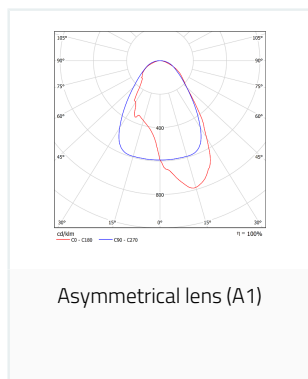 105° 105°
90° 90°
75° 75°
60° 60°
400
45° 45°
800
30° 15° 0° 15° 30°
cd/klm η = 100%
C0 - C180 C90 - C270
Asymmetrical lens (A1)